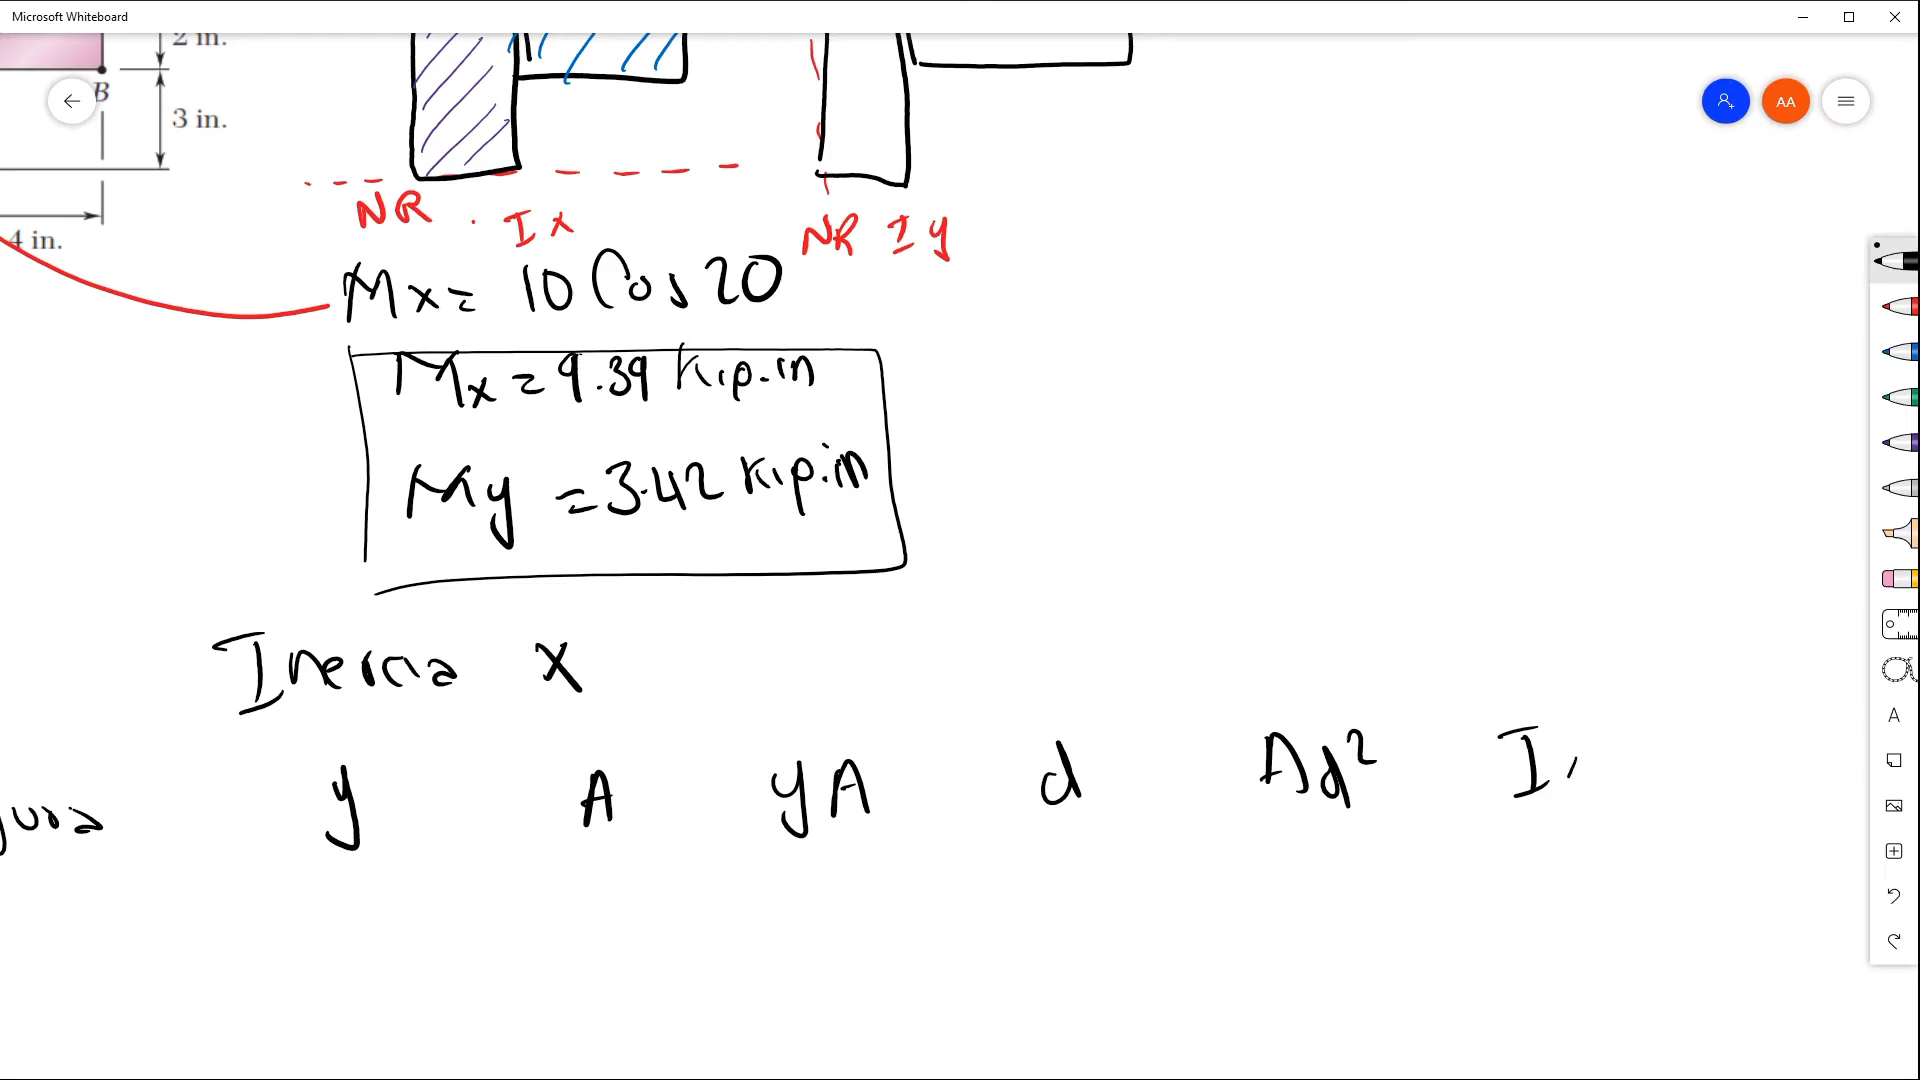 Microsoft Whiteboard
2 in.
B
3 in.
AA
4 in.
NR Ix
NR Iy
Mx= 10 Cos 20
Mx = 9.39 Kip.in
My = 3.42 Kip.in
Inercia x
y A yA d Ad² I